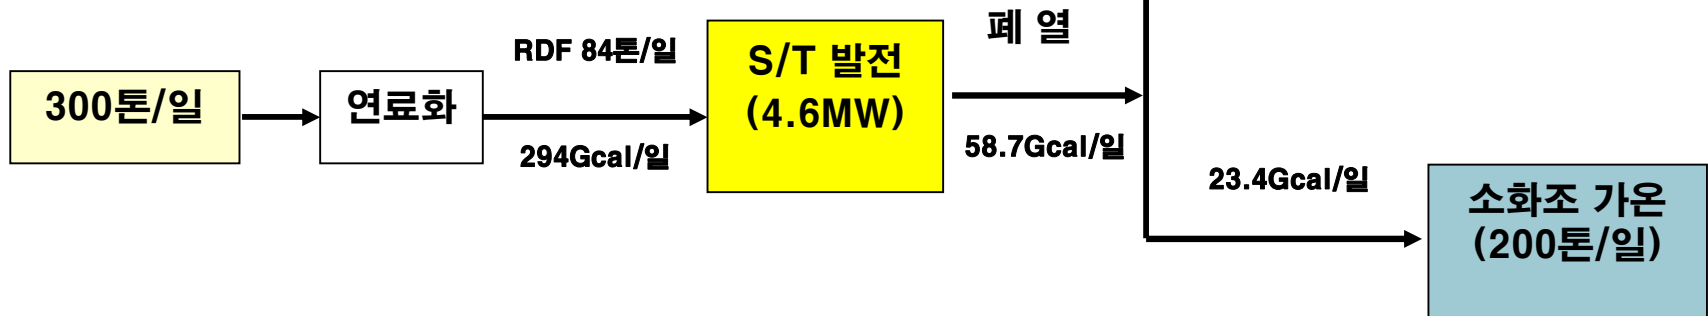 300톤/일
연료화
RDF 84톤/일
294Gcal/일
S/T 발전
(4.6MW)
폐 열
58.7Gcal/일
23.4Gcal/일
소화조 가온
(200톤/일)